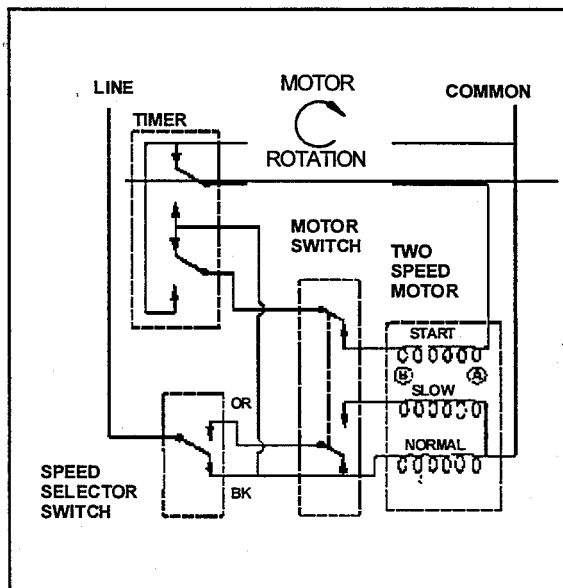 LINE
MOTOR
COMMON
TIMER
ROTATION
MOTOR
SWITCH
TWO
SPEED
MOTOR
START
B
A
SLOW
OR
NORMAL
SPEED
SELECTOR
SWITCH
BK